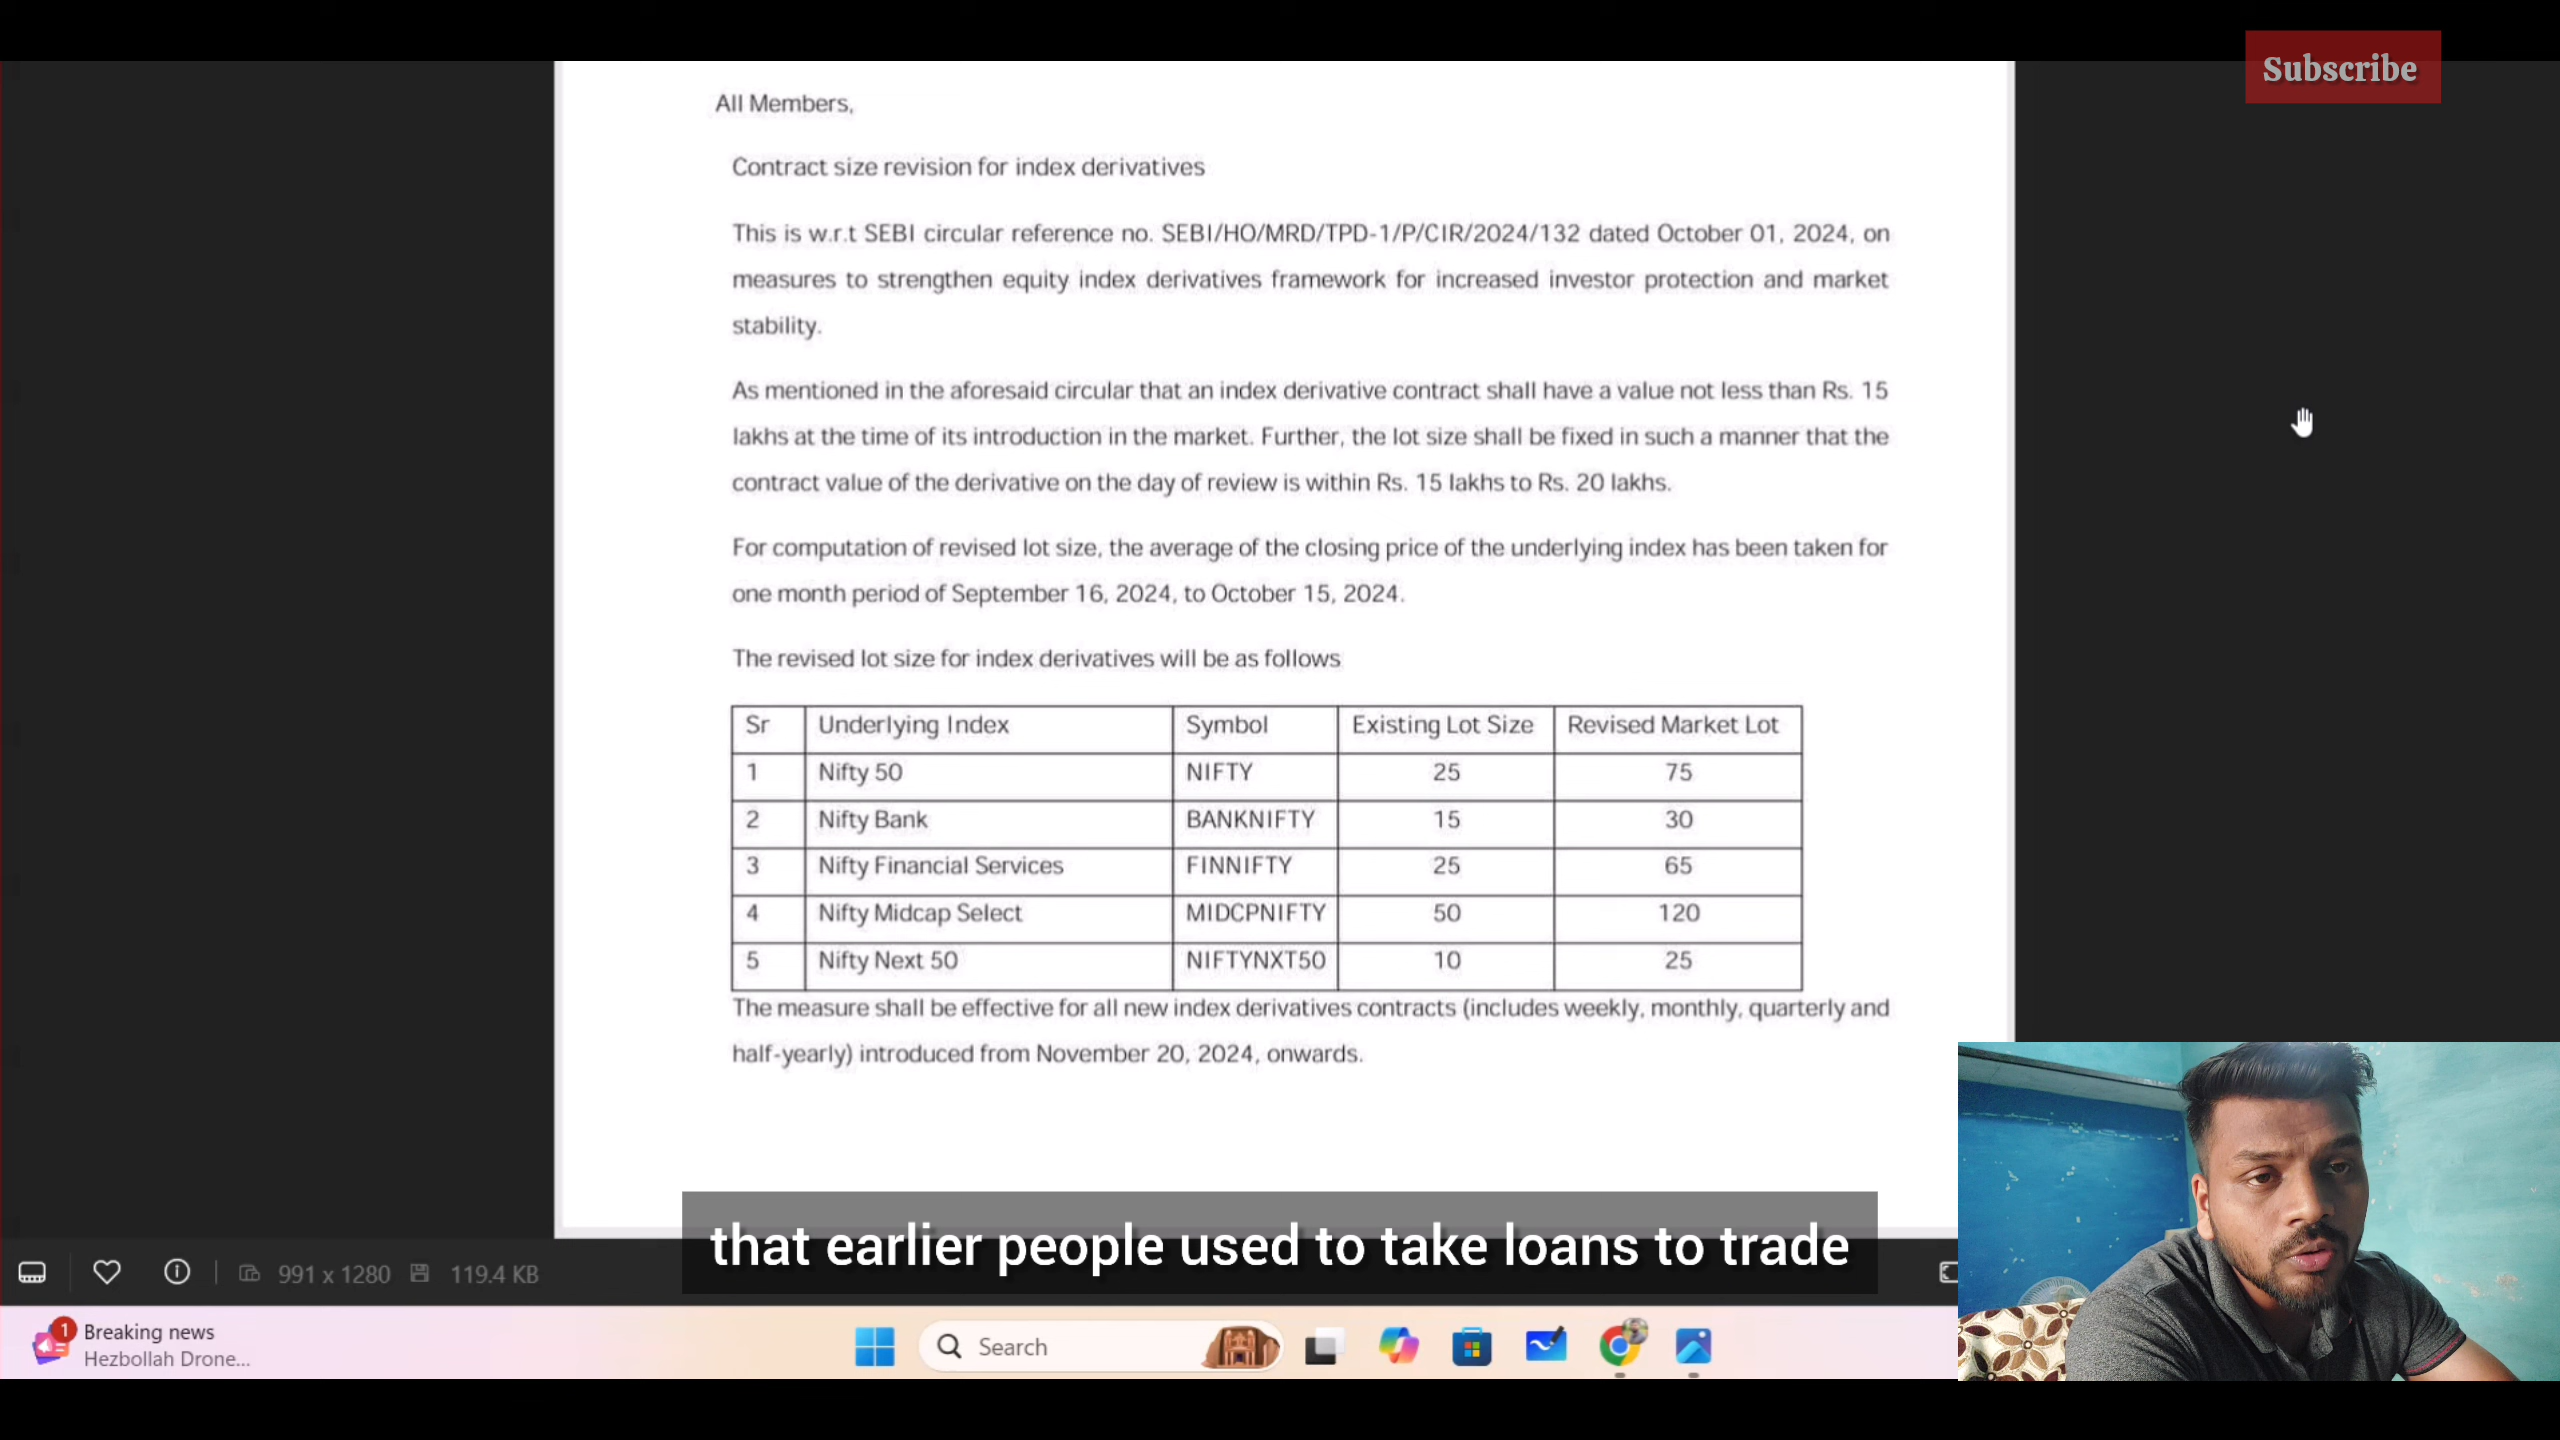 Subscribe
All Members,
Contract size revision for index derivatives
This is w.r.t SEBI circular reference no. SEBI/HO/MRD/TPD-1/P/CIR/2024/132 dated October 01, 2024, on
measures to strengthen equity index derivatives framework for increased investor protection and market
stability.
As mentioned in the aforesaid circular that an index derivative contract shall have a value not less than Rs. 15
lakhs at the time of its introduction in the market. Further, the lot size shall be fixed in such a manner that the
contract value of the derivative on the day of review is within Rs. 15 lakhs to Rs. 20 lakhs.
For computation of revised lot size, the average of the closing price of the underlying index has been taken for
one month period of September 16, 2024, to October 15, 2024.
The revised lot size for index derivatives will be as follows
Sr Underlying Index Symbol Existing Lot Size Revised Market Lot
1 Nifty 50 NIFTY 25 75
2 Nifty Bank BANKNIFTY 15 30
3 Nifty Financial Services FINNIFTY 25 65
4 Nifty Midcap Select MIDCPNIFTY 50 120
5 Nifty Next 50 NIFTYNXT50 10 25
The measure shall be effective for all new index derivatives contracts (includes weekly, monthly, quarterly and
half-yearly) introduced from November 20, 2024, onwards.
that earlier people used to take loans to trade
991 x 1280 119.4 KB
1 Breaking news
Hezbollah Drone...
Search